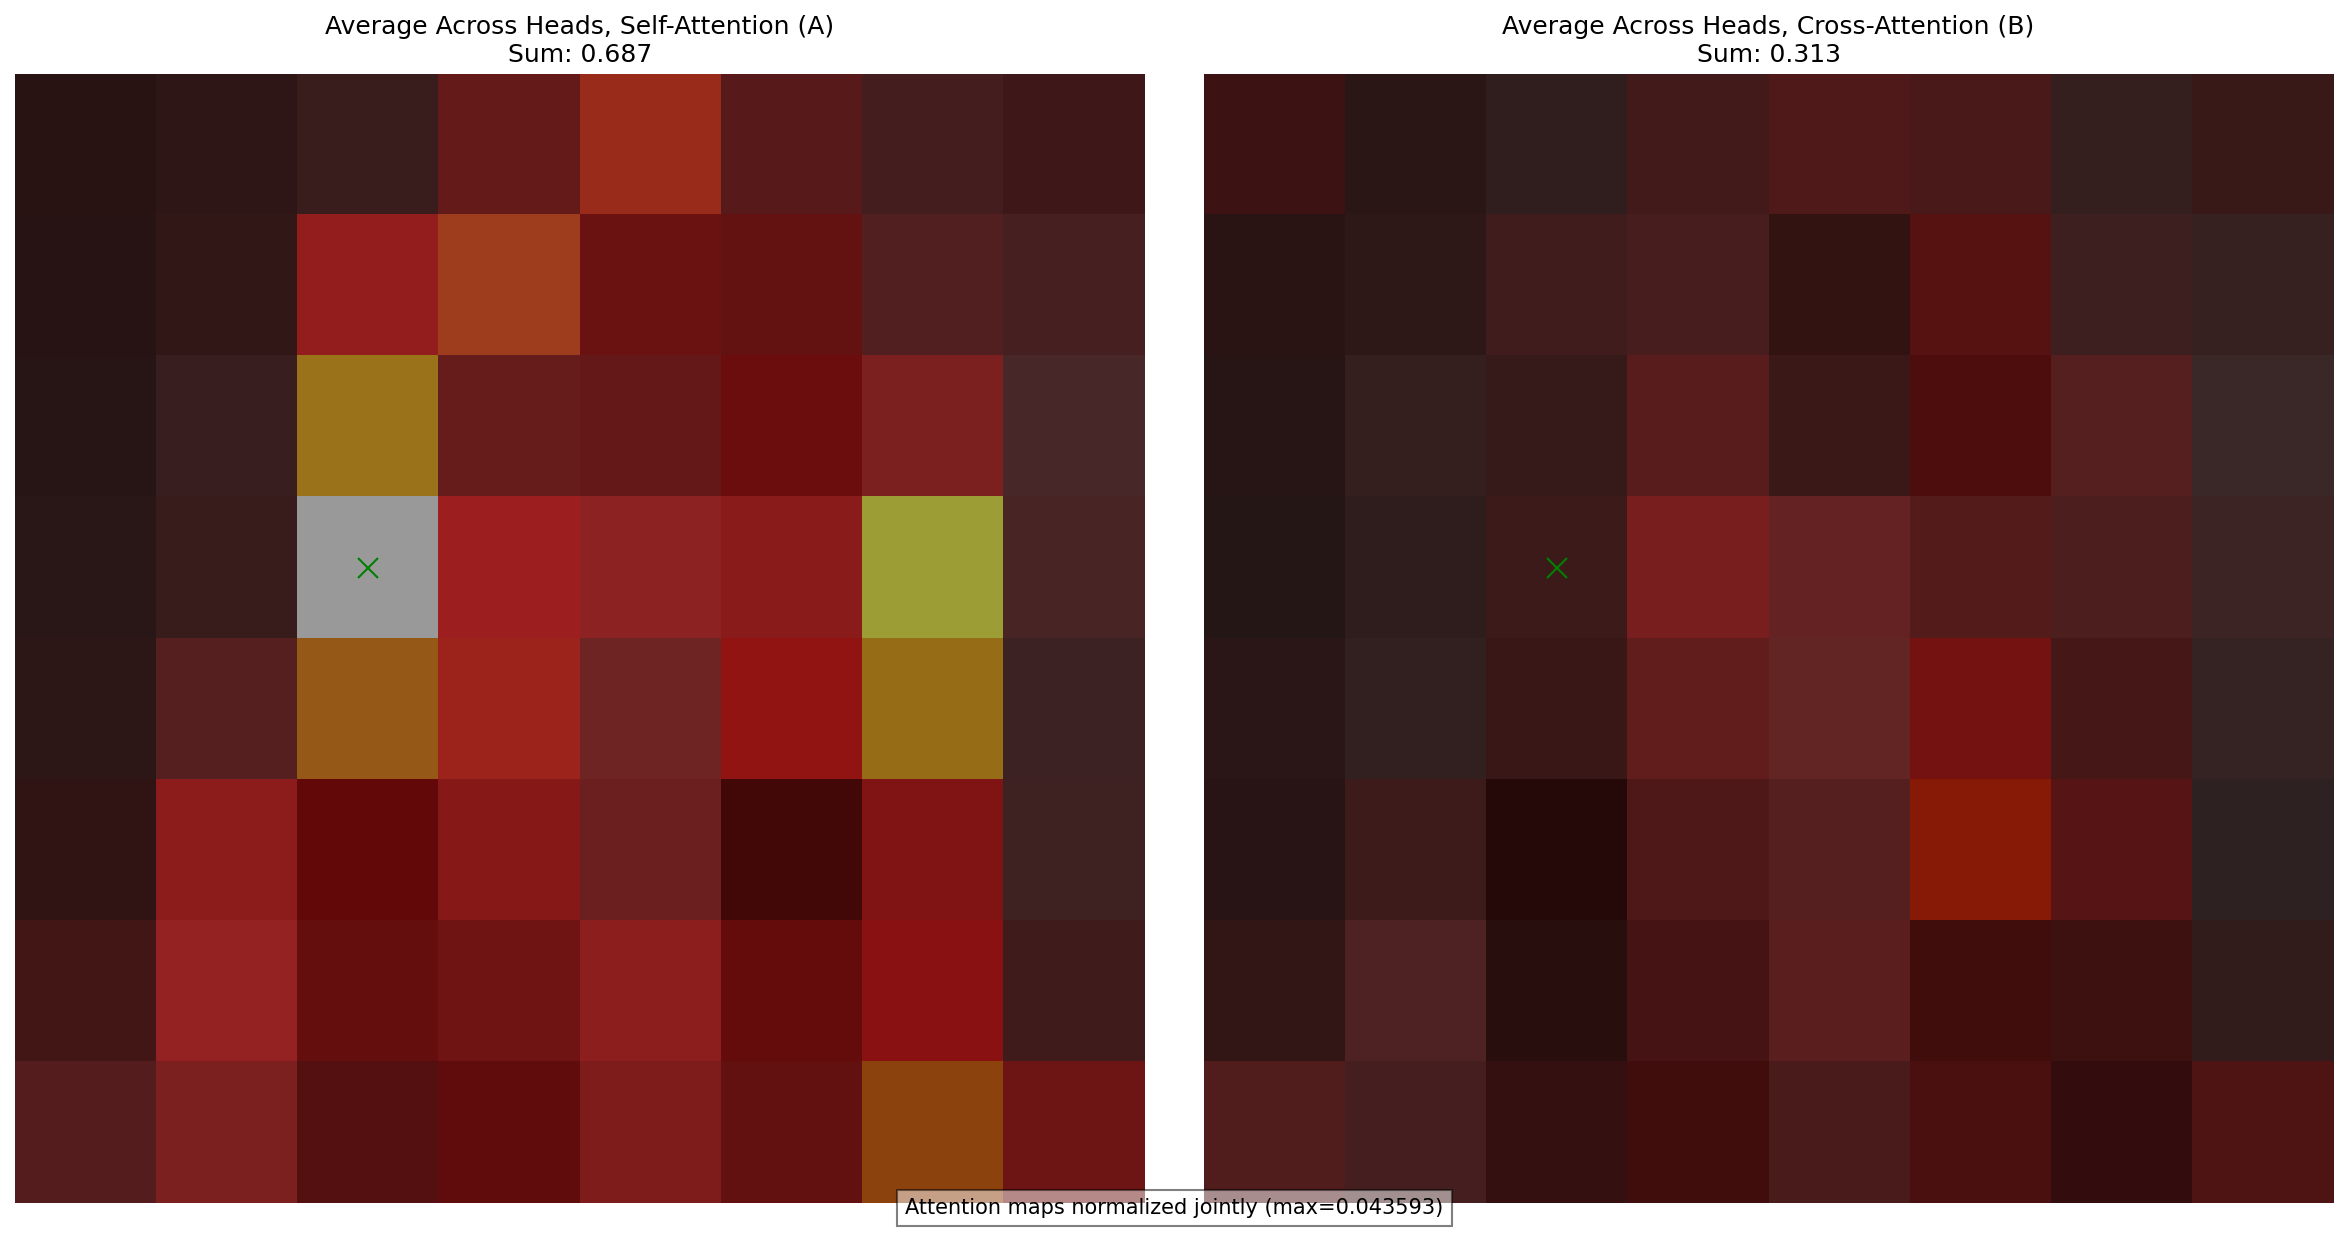 Average Across Heads, Self-Attention (A)
Sum: 0.687
Average Across Heads, Cross-Attention (B)
Sum: 0.313
Attention maps normalized jointly (max=0.043593)